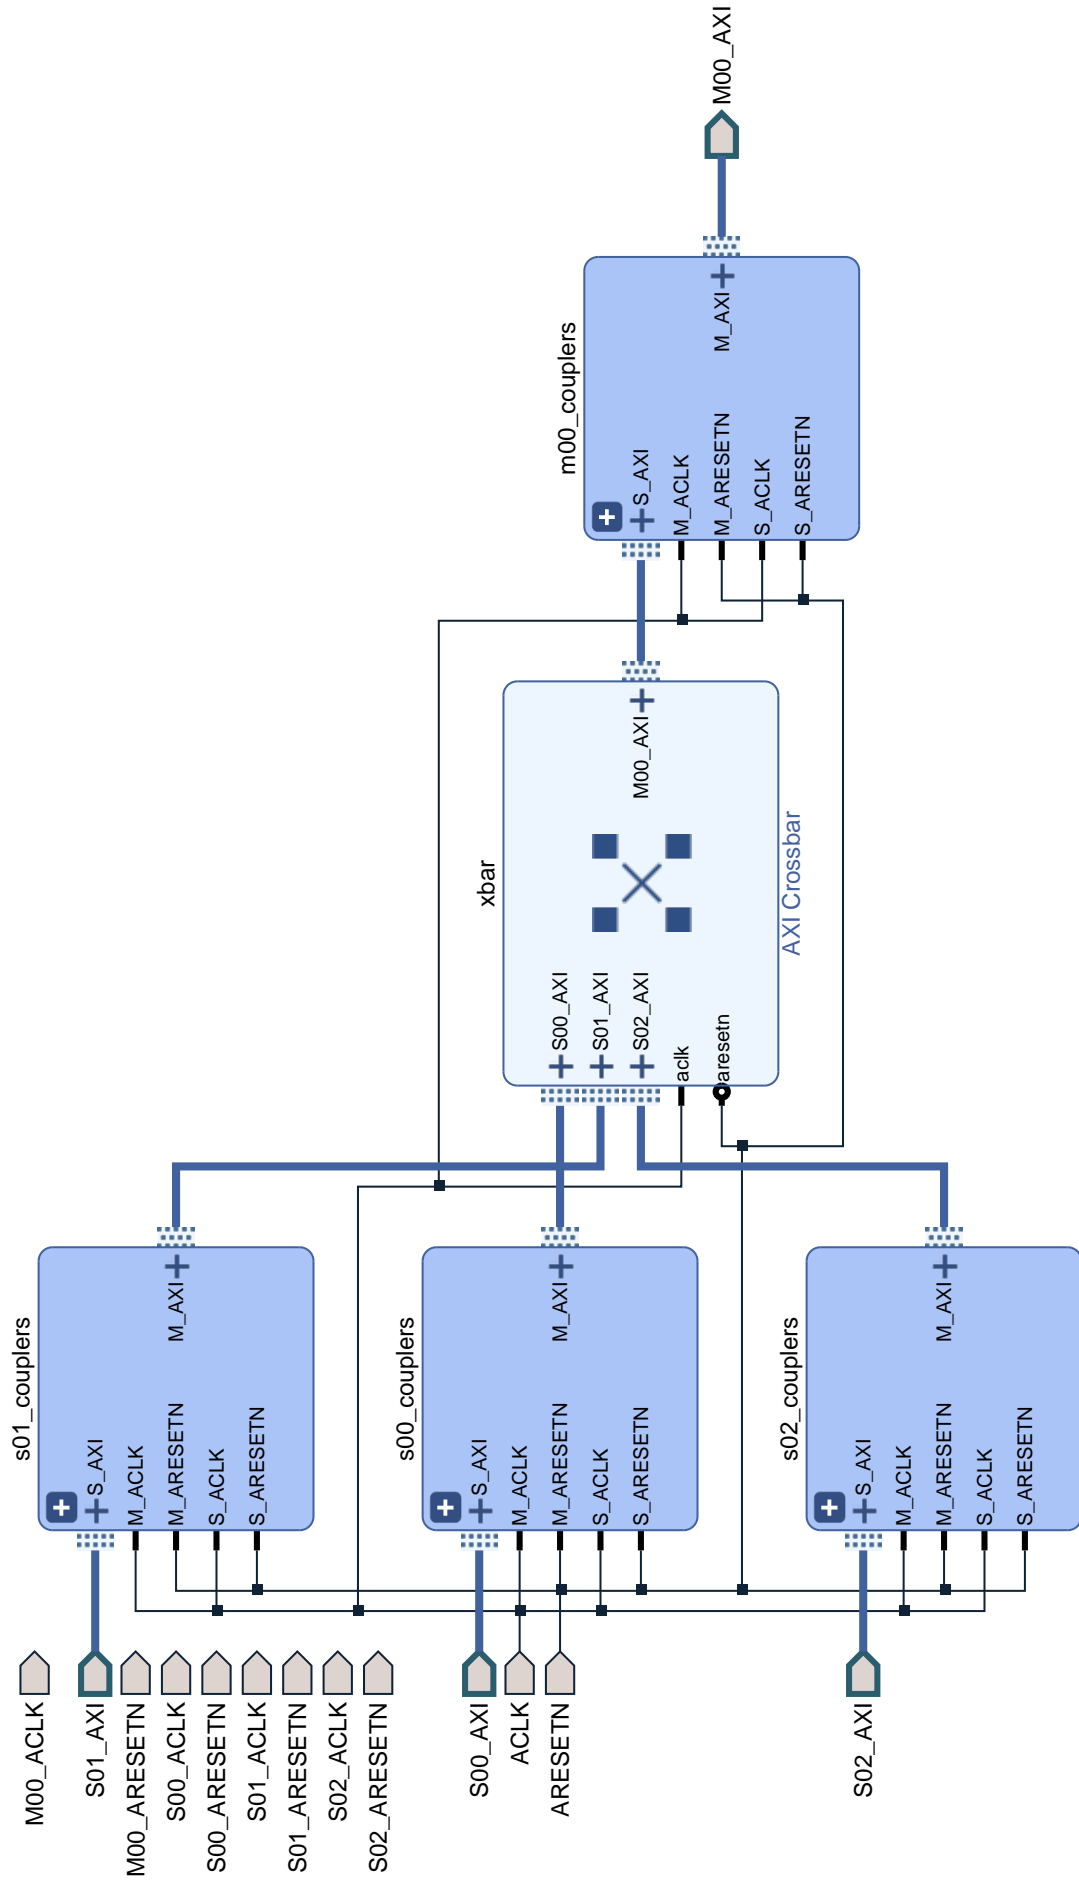 M00_ACLK
S01_AXI
M00_ARESETN
S00_ACLK
S00_ARESETN
S01_ACLK
S01_ARESETN
S02_ACLK
S02_ARESETN
S00_AXI
ACLK
ARESETN
S02_AXI
s01_couplers
S_AXI
M_ACLK
M_ARESETN
S_ACLK
S_ARESETN
M_AXI
s00_couplers
S_AXI
M_ACLK
M_ARESETN
S_ACLK
S_ARESETN
M_AXI
s02_couplers
S_AXI
M_ACLK
M_ARESETN
S_ACLK
S_ARESETN
M_AXI
xbar
S00_AXI
S01_AXI
S02_AXI
aclk
aresetn
M00_AXI
AXI Crossbar
m00_couplers
S_AXI
M_ACLK
M_ARESETN
S_ACLK
S_ARESETN
M_AXI
M00_AXI